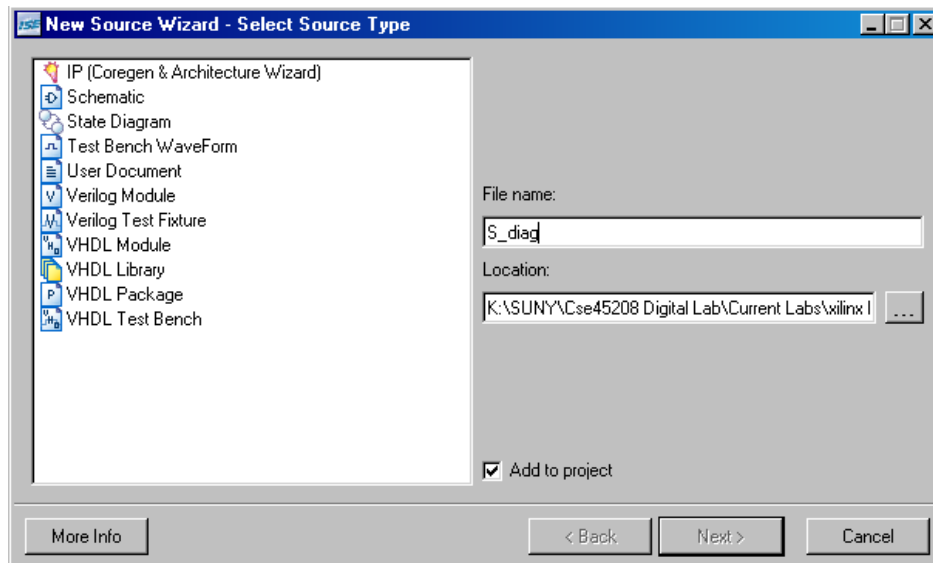 ISE New Source Wizard - Select Source Type
IP (Coregen & Architecture Wizard)
Schematic
State Diagram
Test Bench WaveForm
User Document
Verilog Module
Verilog Test Fixture
VHDL Module
VHDL Library
VHDL Package
VHDL Test Bench
File name:
S_diag
Location:
K:\SUNY\Cse45208 Digital Lab\Current Labs\xilinx l
...
Add to project
More Info
< Back
Next >
Cancel